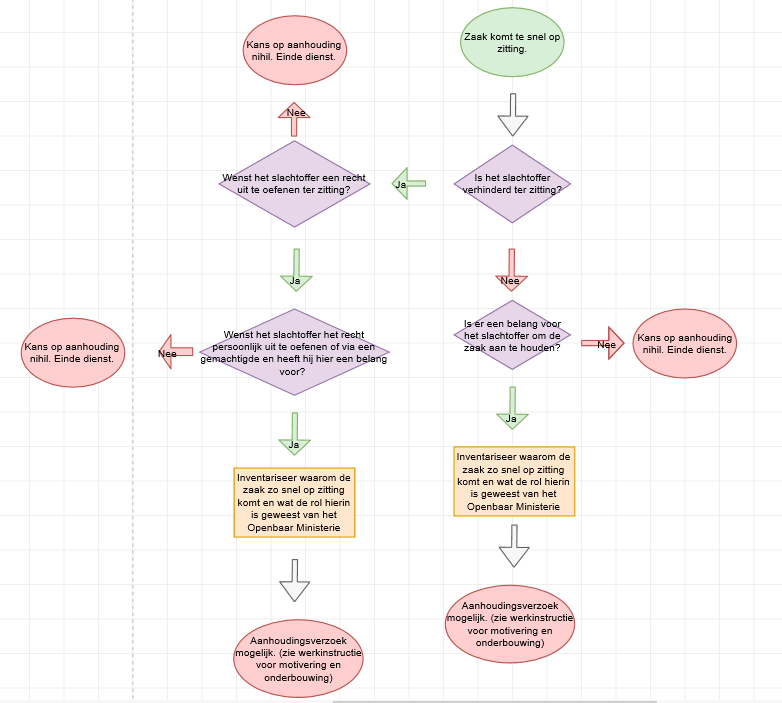 Kans op aanhouding
nihil. Einde dienst.
Zaak komt te snel op
zitting.
Nee
Wenst het slachtoffer een recht
uit te oefenen ter zitting?
Ja
Is het slachtoffer
verhinderd ter zitting?
Ja
Nee
Kans op aanhouding
nihil. Einde dienst.
Nee
Wenst het slachtoffer het recht
persoonlijk uit te oefenen of via een
gemachtigde en heeft hij hier een belang
voor?
Is er een belang voor
het slachtoffer om de
zaak aan te houden?
Nee
Kans op aanhouding
nihil. Einde dienst.
Ja
Ja
Inventariseer waarom de
zaak zo snel op zitting
komt en wat de rol hierin
is geweest van het
Openbaar Ministerie
Inventariseer waarom de
zaak zo snel op zitting
komt en wat de rol hierin
is geweest van het
Openbaar Ministerie
Aanhoudingsverzoek
mogelijk. (zie werkinstructie
voor motivering en
onderbouwing)
Aanhoudingsverzoek
mogelijk. (zie werkinstructie
voor motivering en
onderbouwing)